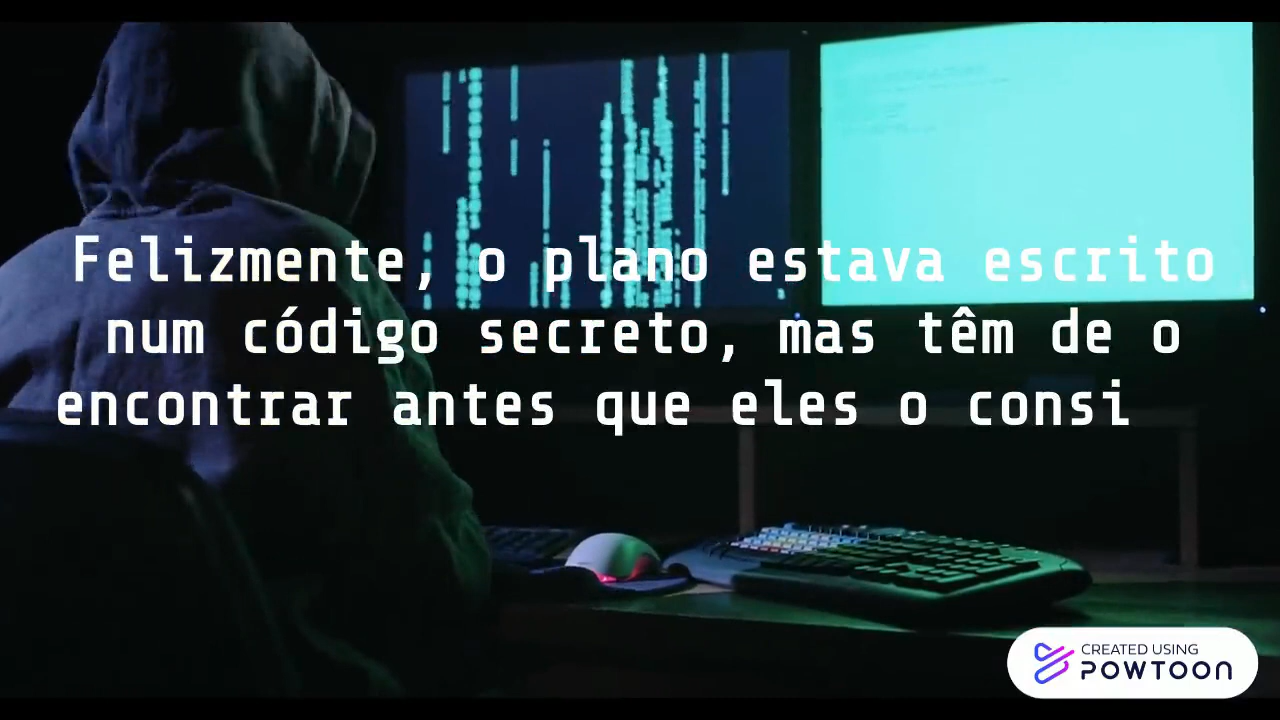 Felizmente, o plano estava escrito
num código secreto, mas têm de o
encontrar antes que eles o consi
CREATED USING
POWTOON